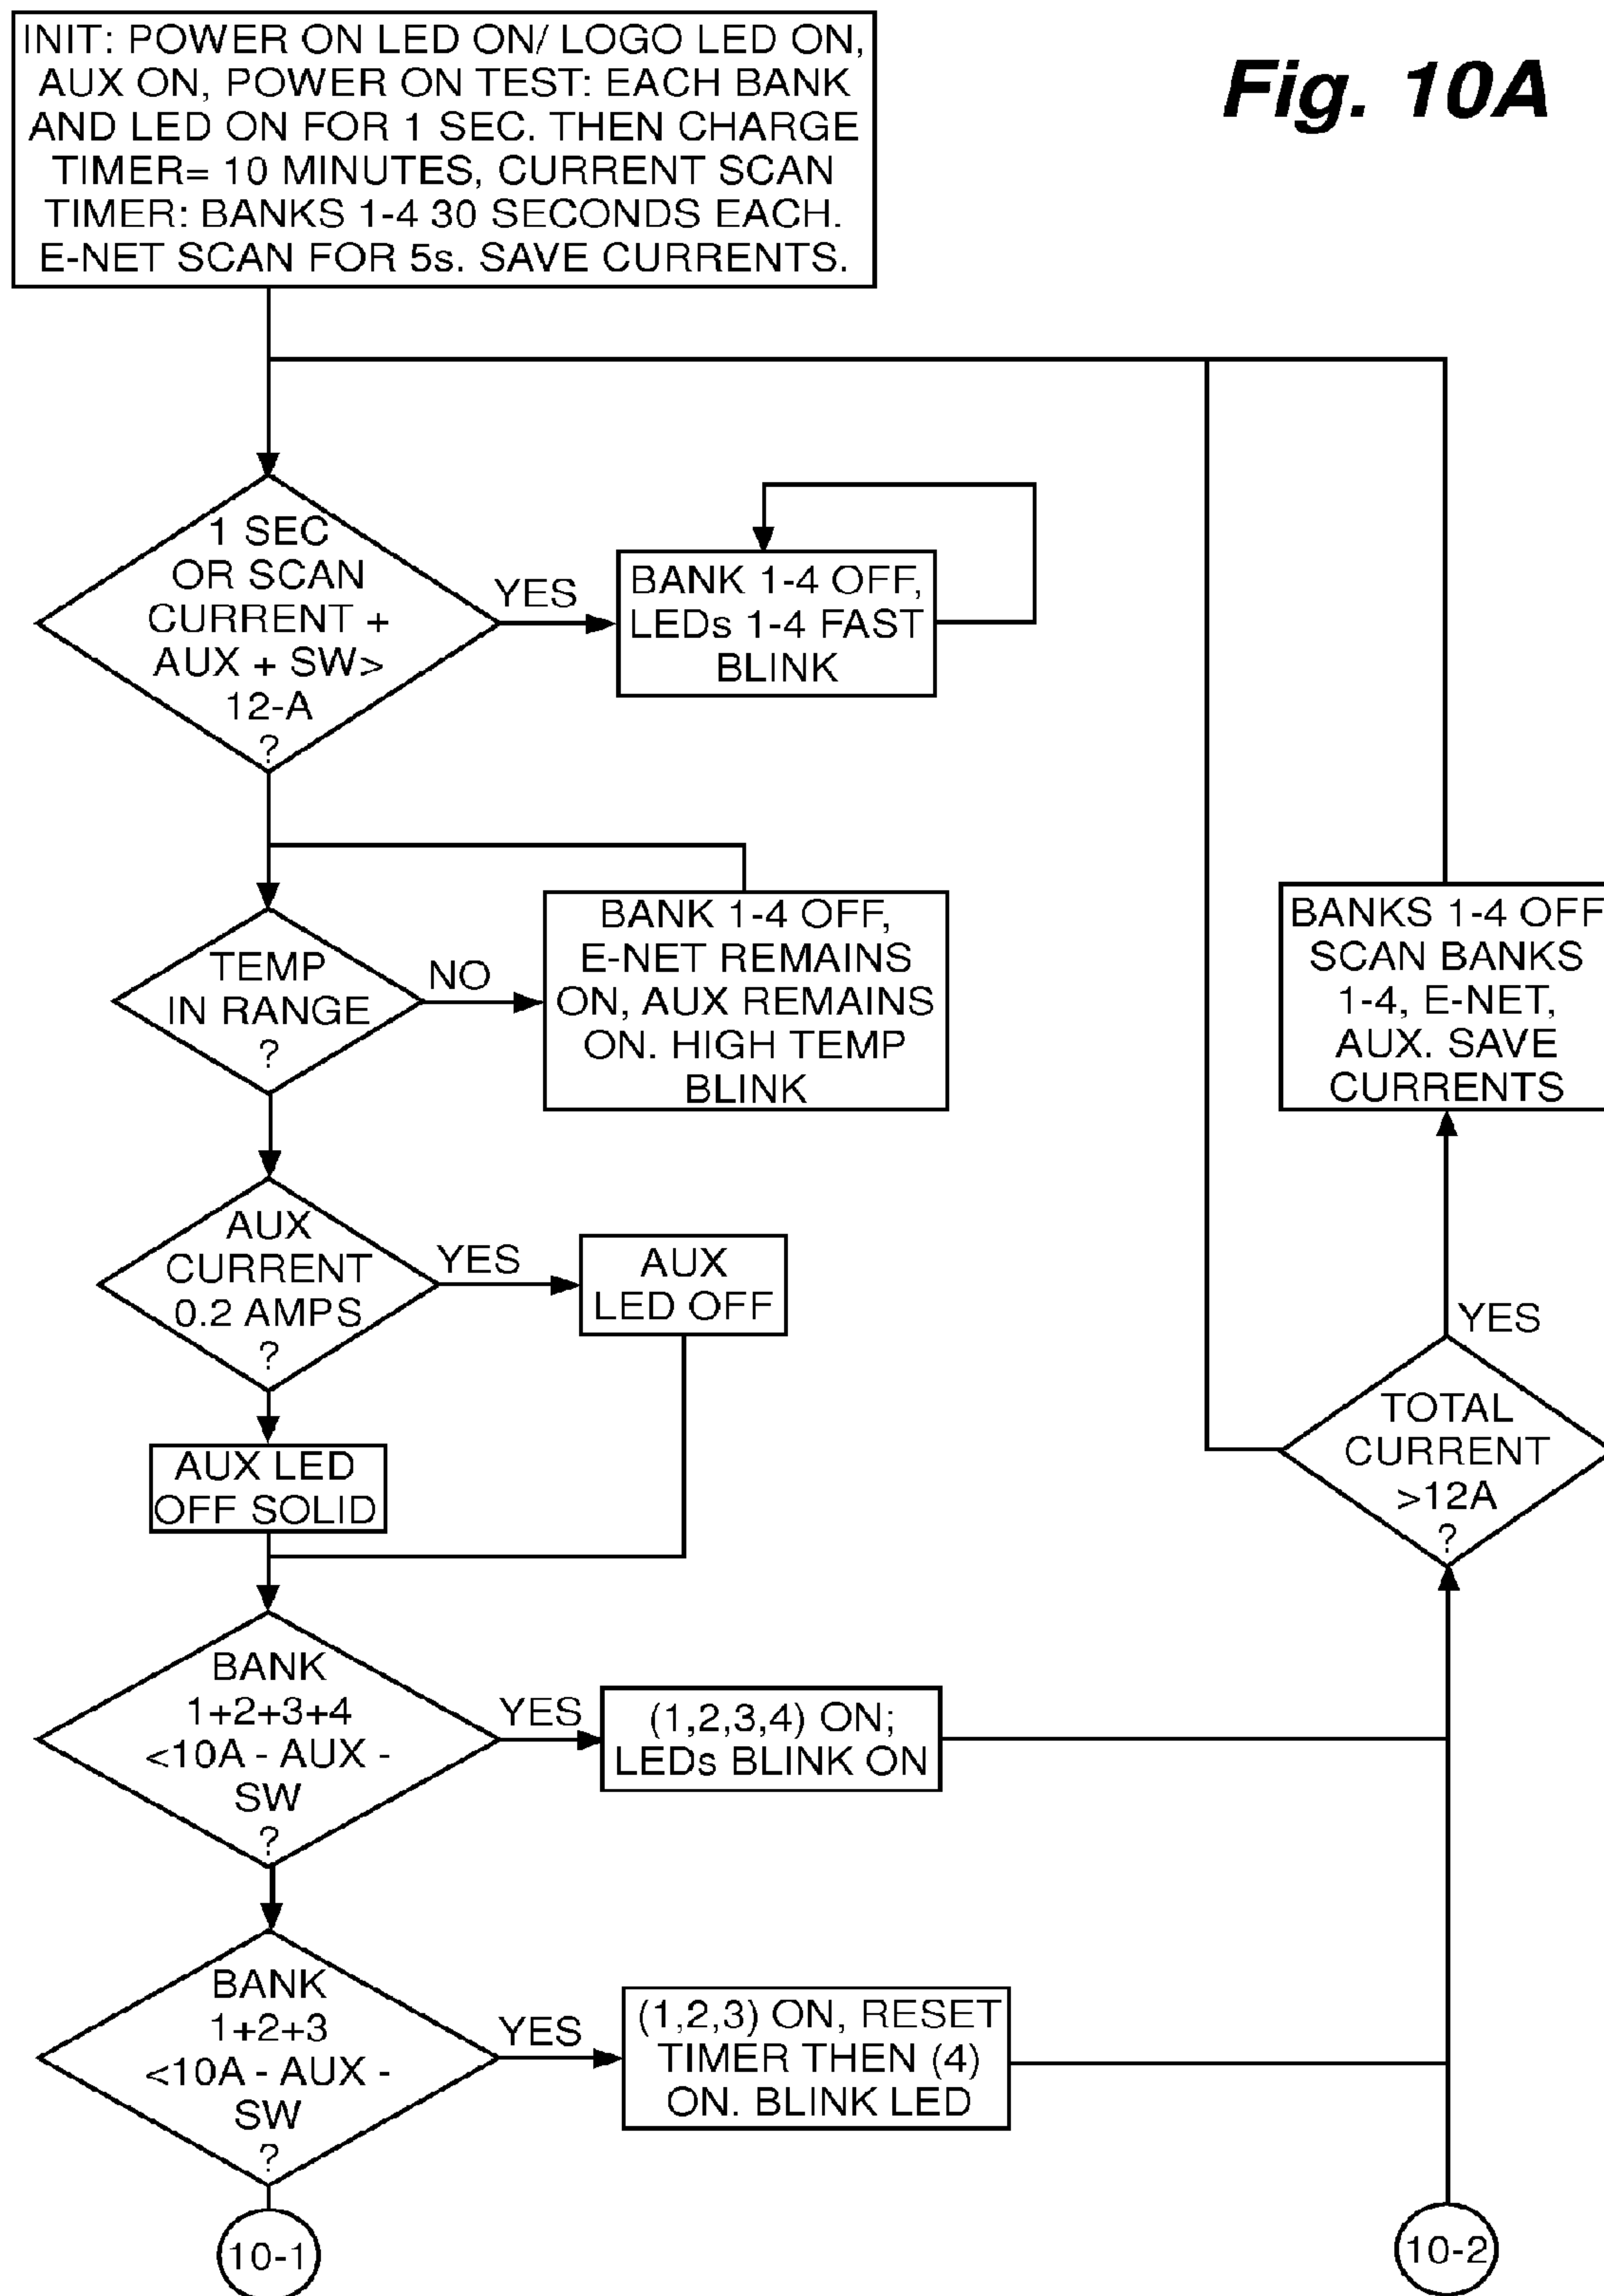 INIT: POWER ON LED ON/ LOGO LED ON,
AUX ON, POWER ON TEST: EACH BANK
AND LED ON FOR 1 SEC. THEN CHARGE
TIMER= 10 MINUTES, CURRENT SCAN
TIMER: BANKS 1-4 30 SECONDS EACH.
E-NET SCAN FOR 5s. SAVE CURRENTS.
Fig. 10A
1 SEC
OR SCAN
CURRENT +
AUX + SW>
12-A
?
YES
BANK 1-4 OFF,
LEDs 1-4 FAST
BLINK
TEMP
IN RANGE
?
NO
BANK 1-4 OFF,
E-NET REMAINS
ON, AUX REMAINS
ON. HIGH TEMP
BLINK
BANKS 1-4 OFF
SCAN BANKS
1-4, E-NET,
AUX. SAVE
CURRENTS
AUX
CURRENT
0.2 AMPS
?
YES
AUX
LED OFF
YES
TOTAL
CURRENT
>12A
?
AUX LED
OFF SOLID
BANK
1+2+3+4
<10A - AUX -
SW
?
YES
(1,2,3,4) ON;
LEDs BLINK ON
BANK
1+2+3
<10A - AUX -
SW
?
YES
(1,2,3) ON, RESET
TIMER THEN (4)
ON. BLINK LED
10-1
10-2